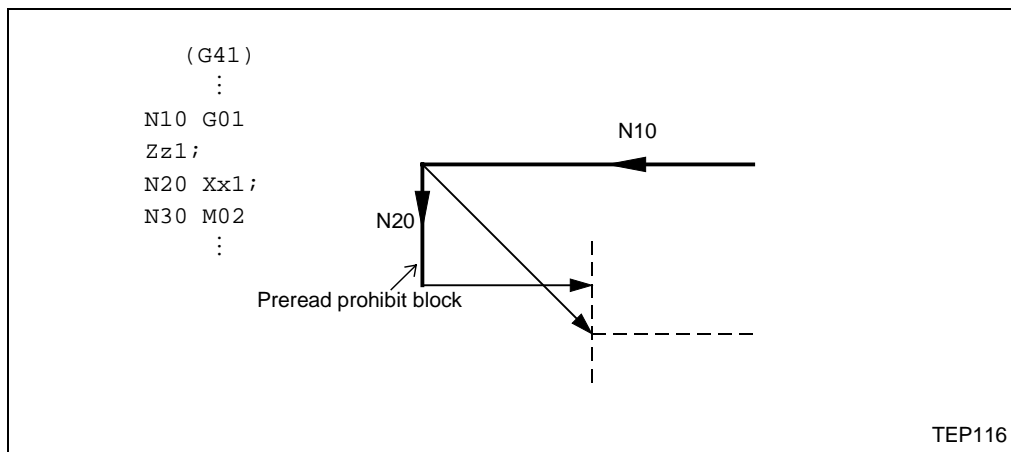 (G41)
⋮
N10 G01
Zz1;
N20 Xx1;
N30 M02
⋮
N10
N20
Preread prohibit block
TEP116